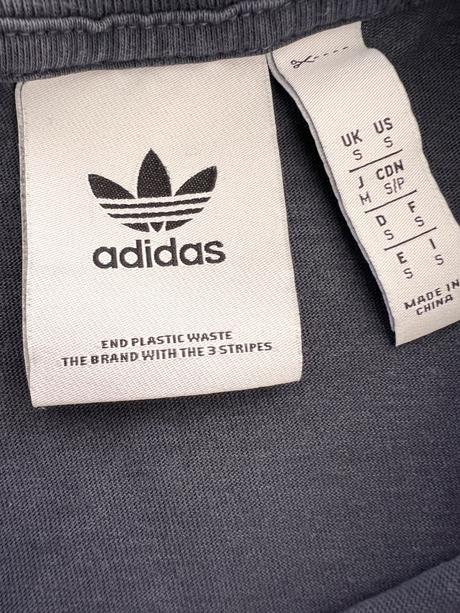 adidas
END PLASTIC WASTE
THE BRAND WITH THE 3 STRIPES
UK US
S S
J CDN
M S/P
D F
S S
E I
S S
MADE IN
CHINA